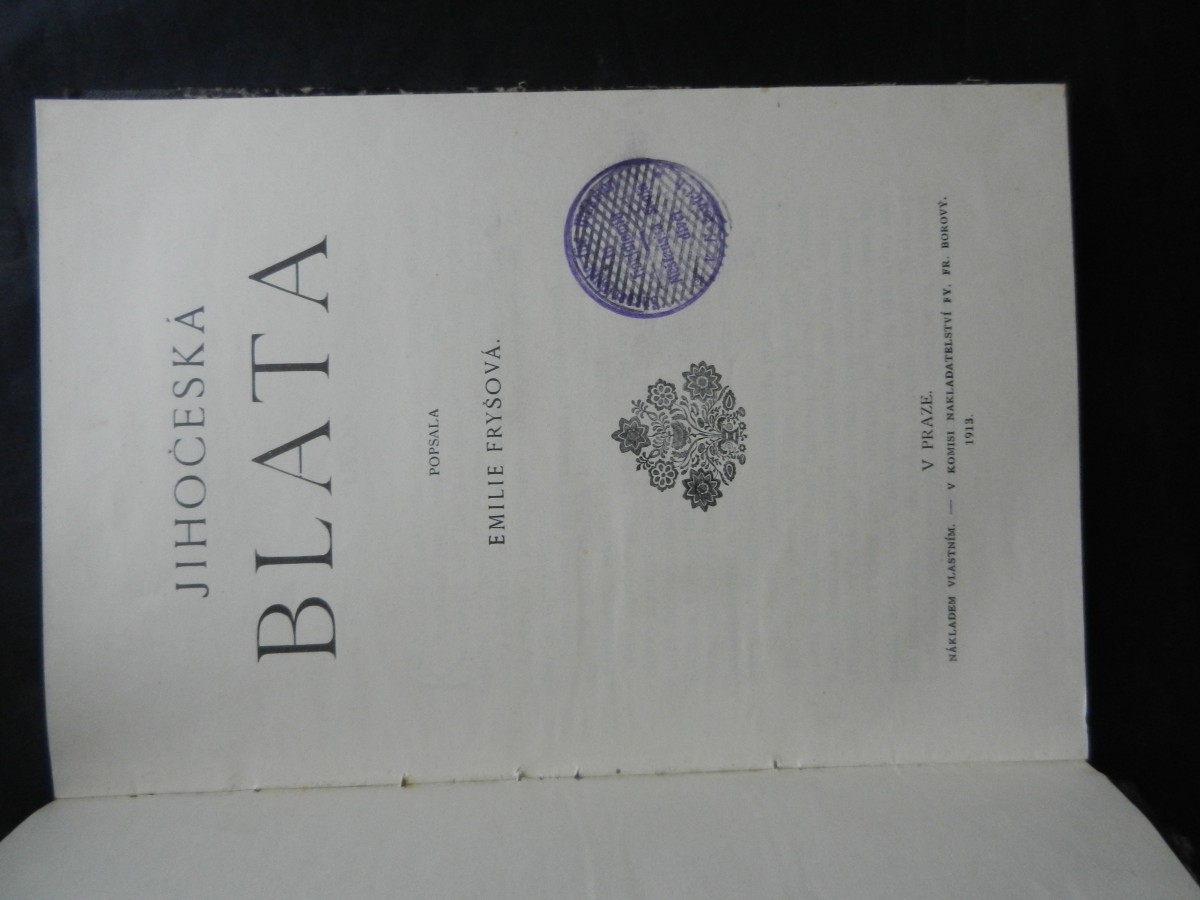 JIHOČESKÁ
BLATA
POPSALA
EMILIE FRYŠOVÁ.
V PRAZE.
NÁKLADEM VLASTNÍM. — V KOMISI NAKLADATELSTVÍ FY. FR. BOROVÝ.
1913.